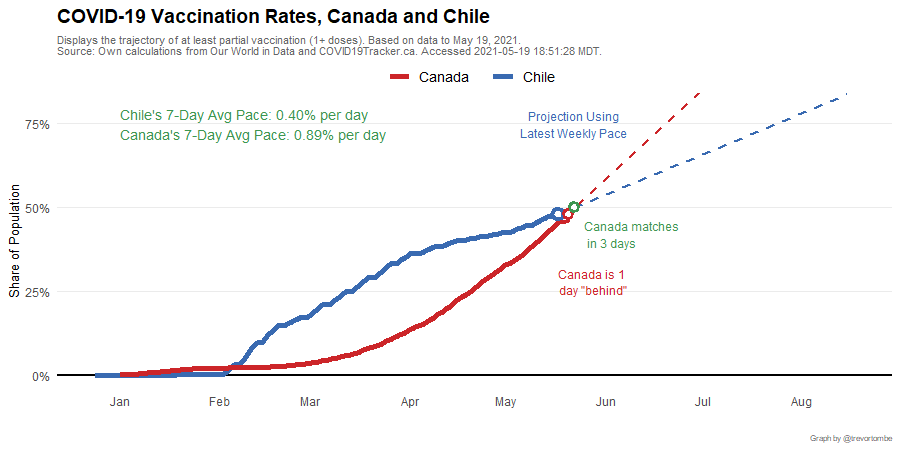 COVID-19 Vaccination Rates, Canada and Chile
Displays the trajectory of at least partial vaccination (1+ doses). Based on data to May 19, 2021.
Source: Own calculations from Our World in Data and COVID19Tracker.ca. Accessed 2021-05-19 18:51:28 MDT.
Canada Chile
Chile's 7-Day Avg Pace: 0.40% per day
Canada's 7-Day Avg Pace: 0.89% per day
Projection Using
Latest Weekly Pace
75%
50%
25%
0%
Share of Population
Canada matches
in 3 days
Canada is 1
day "behind"
Jan Feb Mar Apr May Jun Jul Aug
Graph by @trevortombe